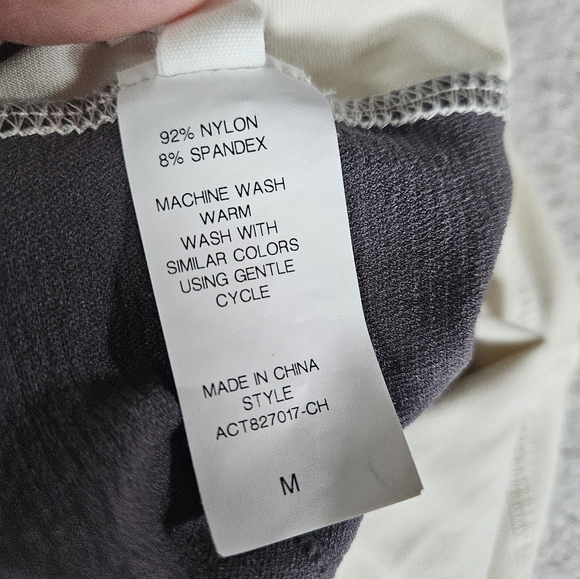 92% NYLON
8% SPANDEX
MACHINE WASH
WARM
WASH WITH
SIMILAR COLORS
USING GENTLE
CYCLE
MADE IN CHINA
STYLE
ACT827017-CH
M